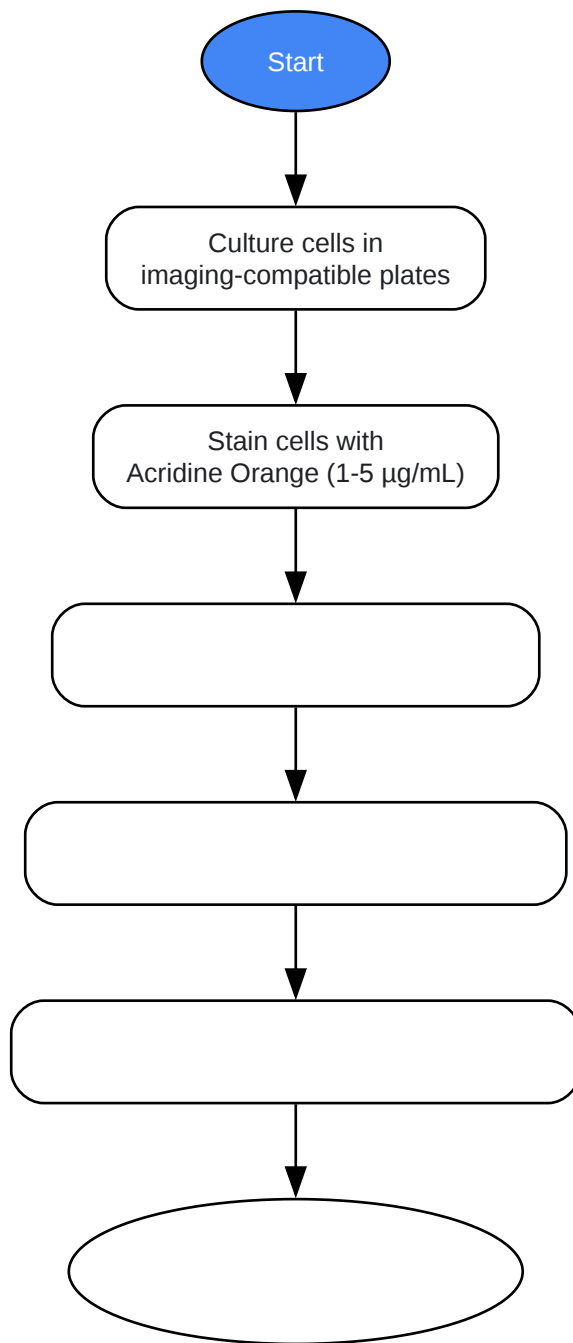 Start
Culture cells in
imaging-compatible plates
Stain cells with
Acridine Orange (1-5 µg/mL)